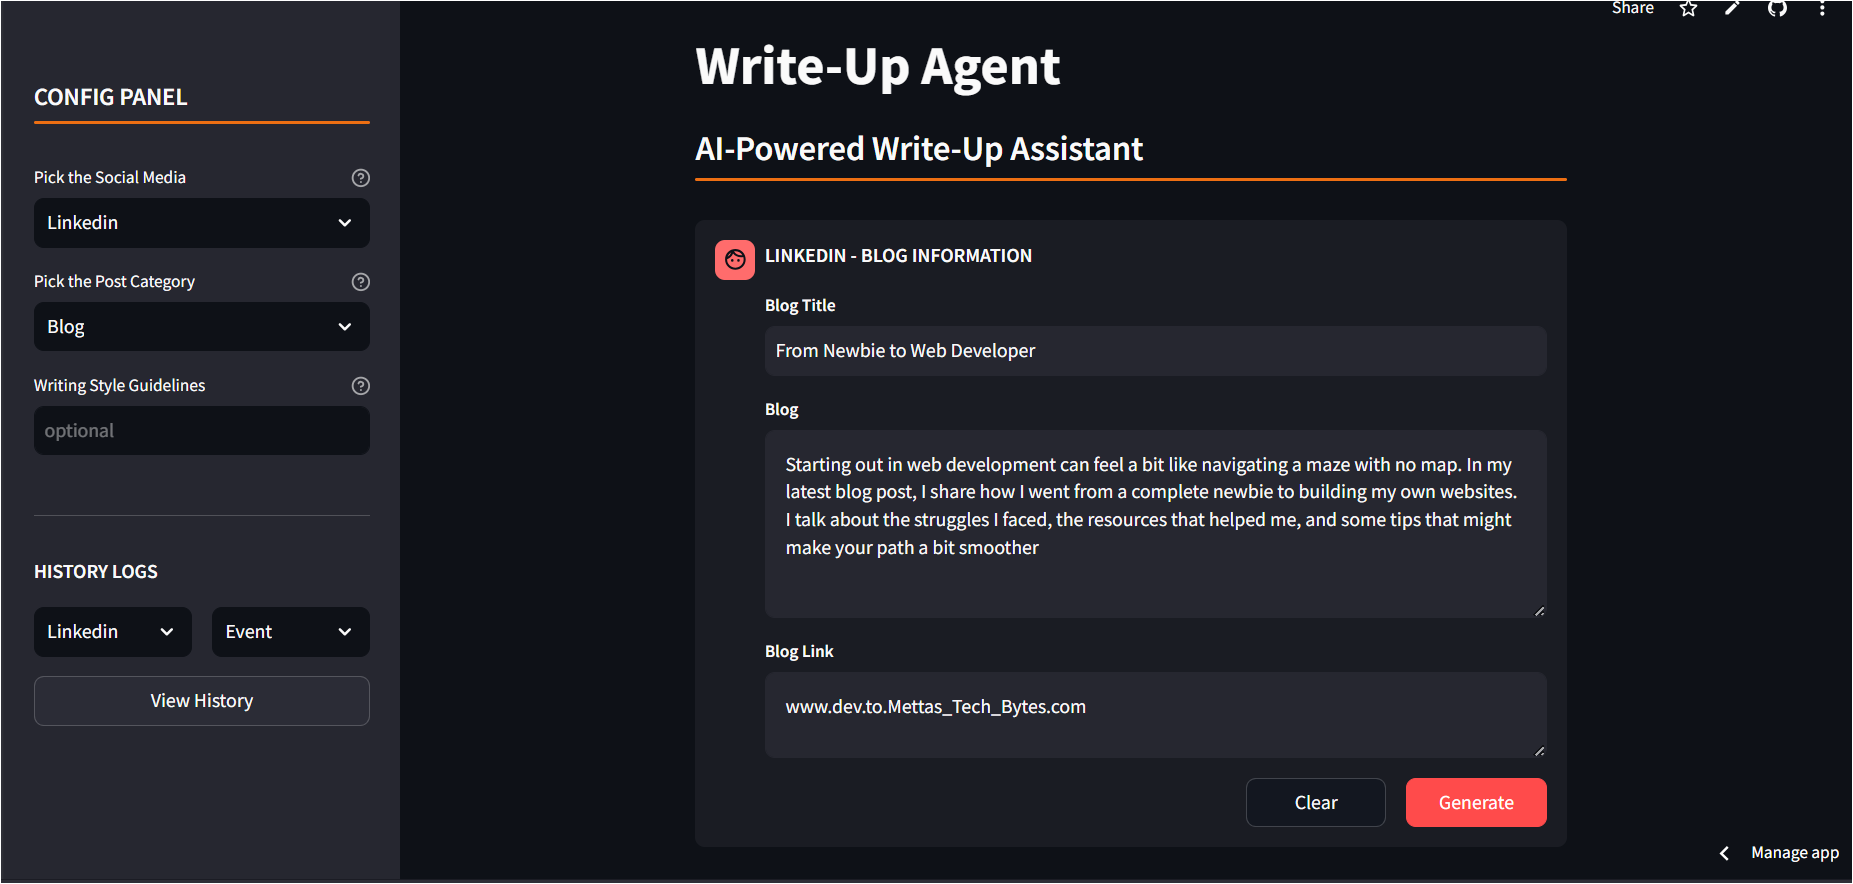 Share
CONFIG PANEL
Pick the Social Media
Linkedin
Pick the Post Category
Blog
Writing Style Guidelines
optional
HISTORY LOGS
Linkedin
Event
View History
Write-Up Agent
AI-Powered Write-Up Assistant
LINKEDIN - BLOG INFORMATION
Blog Title
From Newbie to Web Developer
Blog
Starting out in web development can feel a bit like navigating a maze with no map. In my
latest blog post, I share how I went from a complete newbie to building my own websites.
I talk about the struggles I faced, the resources that helped me, and some tips that might
make your path a bit smoother
Blog Link
www.dev.to.Mettas_Tech_Bytes.com
Clear
Generate
Manage app